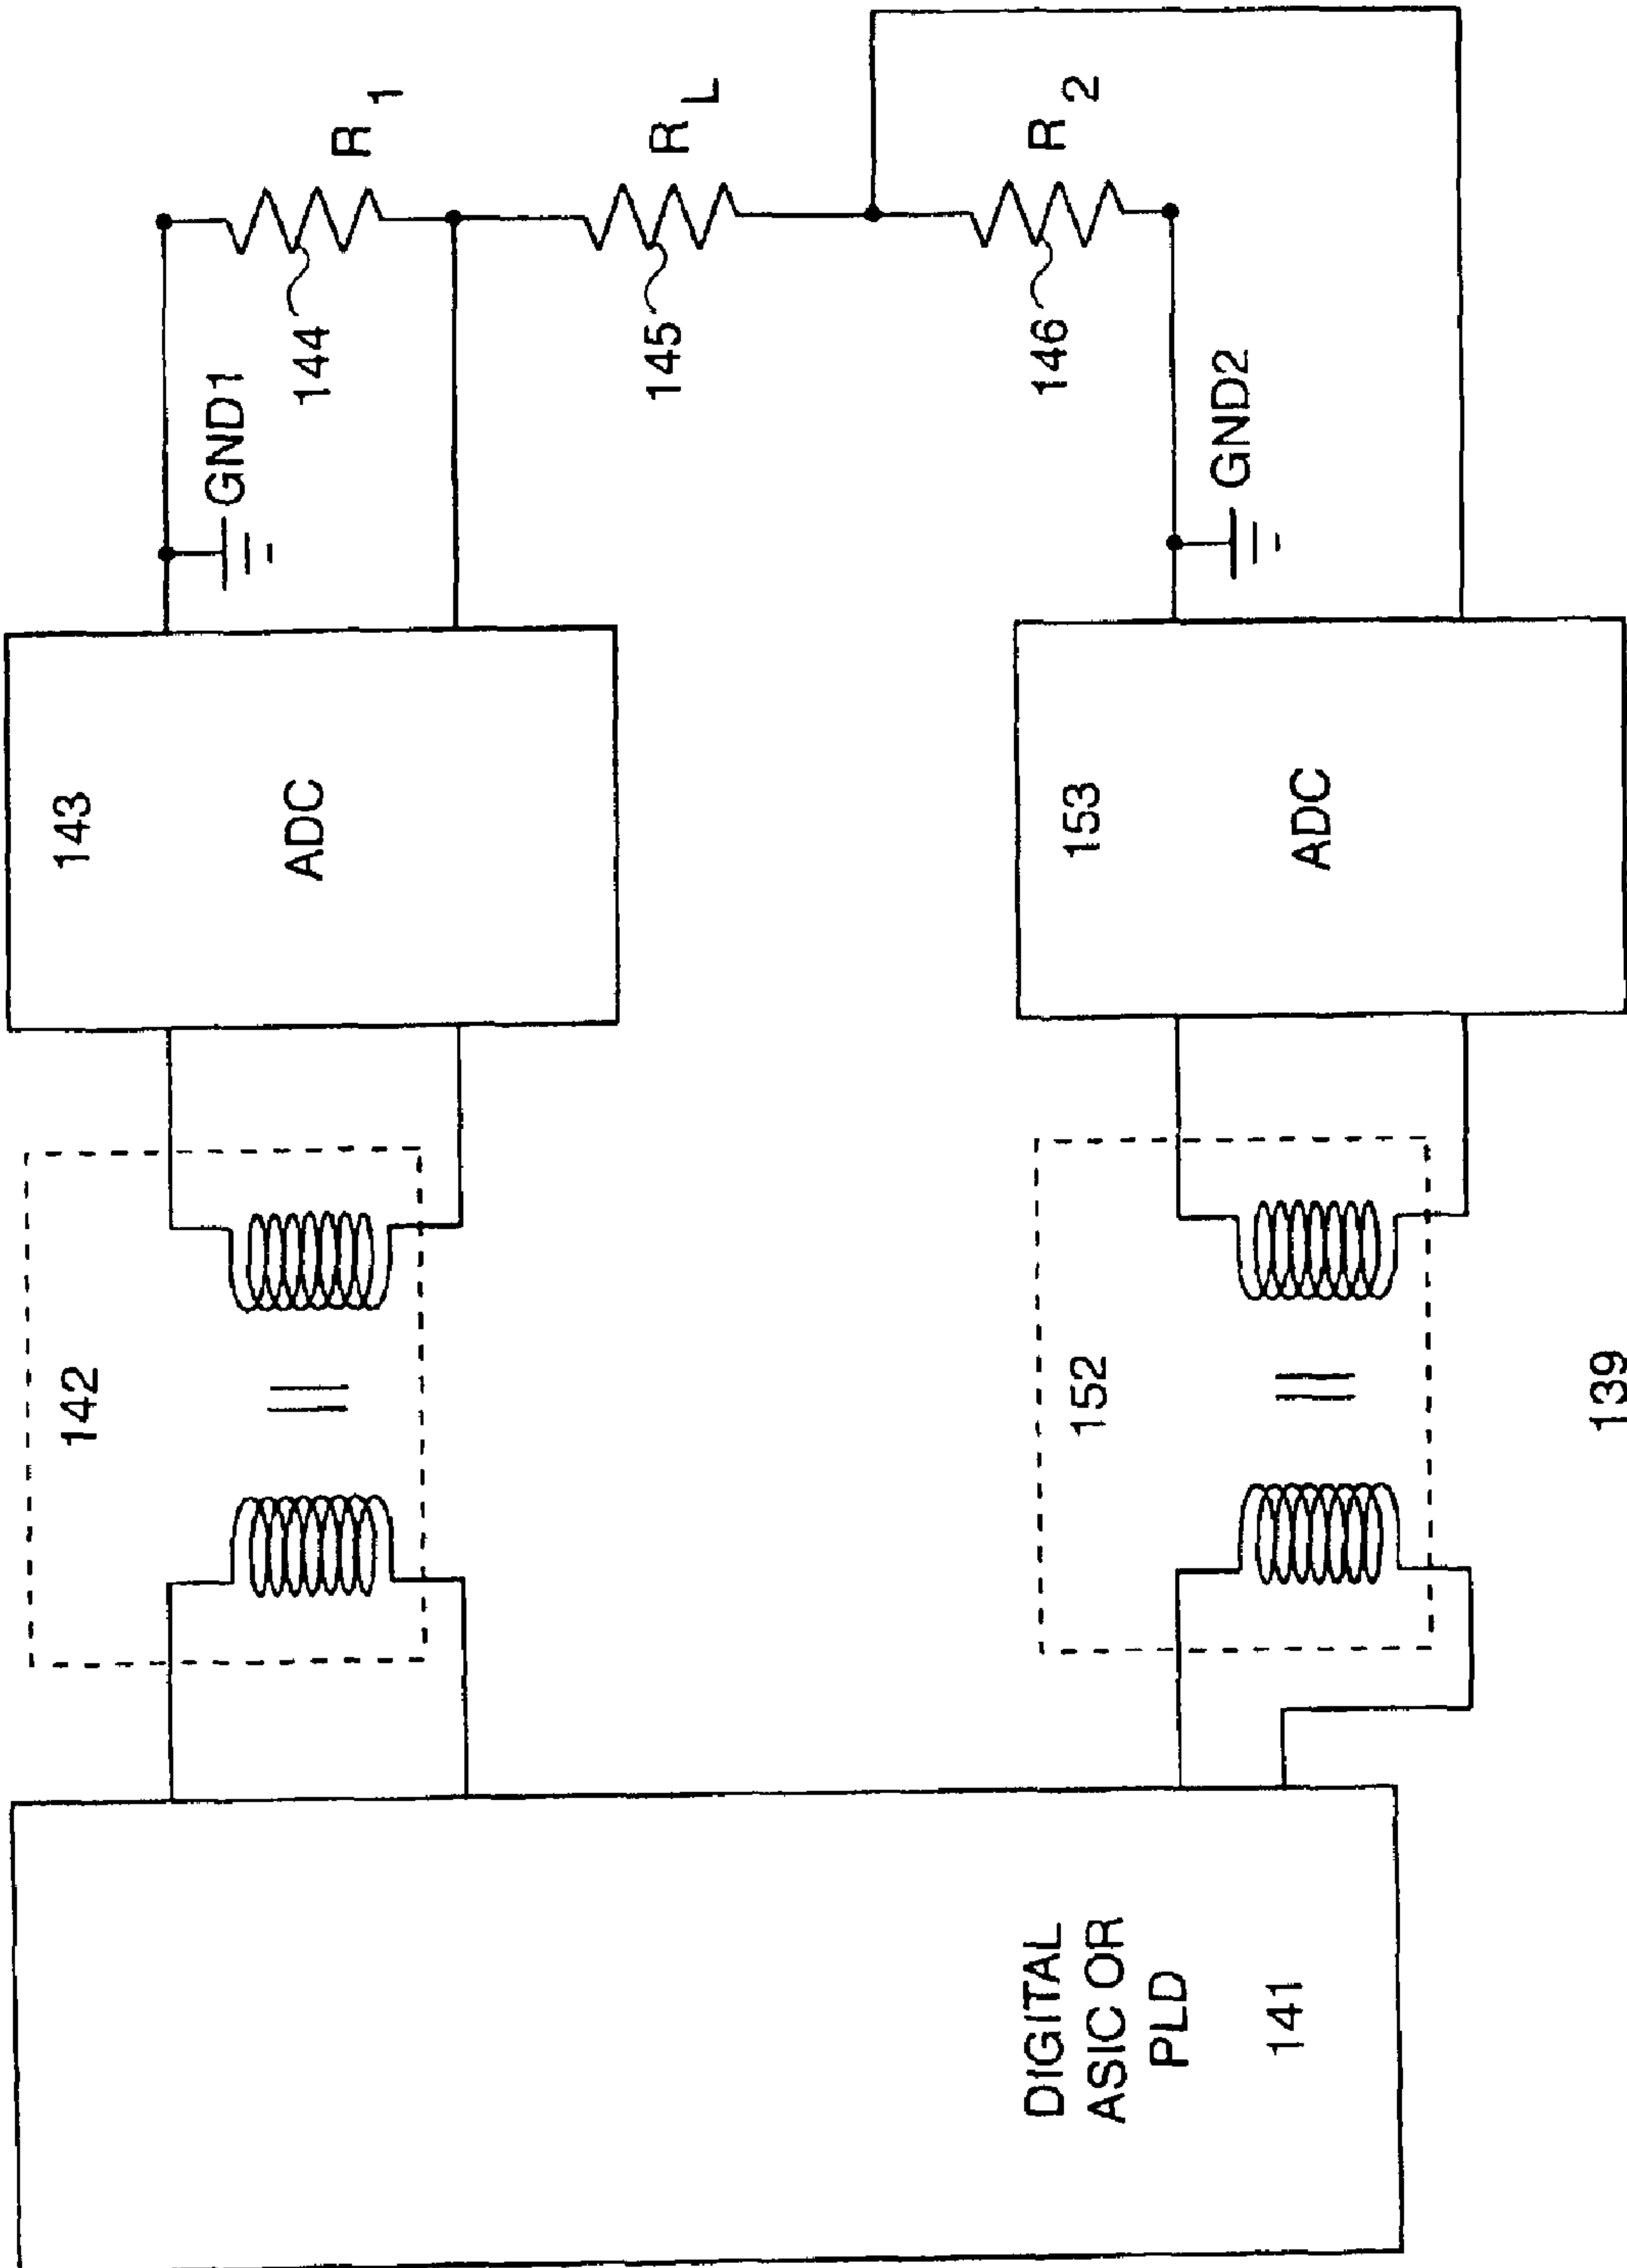 DIGITAL
ASIC OR
PLD
141
142
152
139
143
ADC
153
ADC
GND1
GND2
144
145
146
R 1
R L
R 2